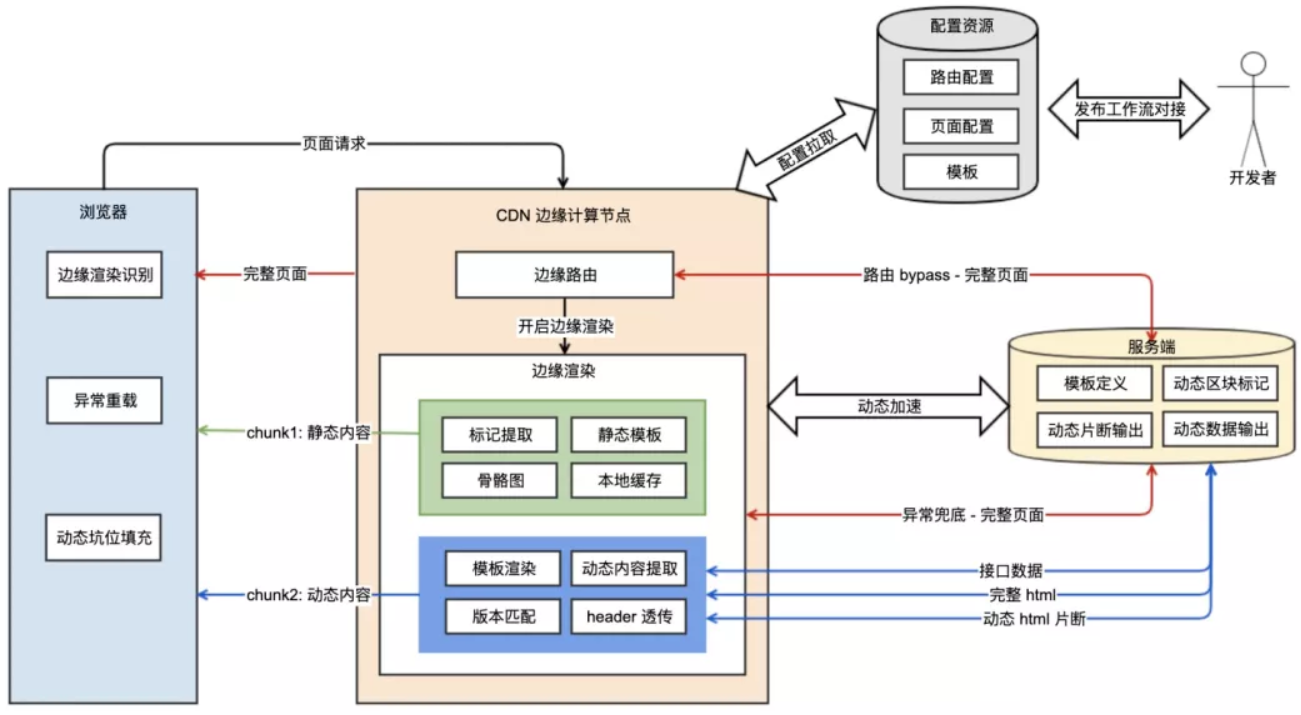 配置资源
路由配置
页面配置
模板
发布工作流对接
开发者
配置拉取
页面请求
浏览器
边缘渲染识别
异常重载
动态坑位填充
完整页面
chunk1: 静态内容
chunk2: 动态内容
CDN 边缘计算节点
边缘路由
开启边缘渲染
边缘渲染
标记提取
静态模板
骨骼图
本地缓存
模板渲染
动态内容提取
版本匹配
header 透传
路由 bypass - 完整页面
动态加速
服务端
模板定义
动态区块标记
动态片断输出
动态数据输出
异常兜底 - 完整页面
接口数据
完整 html
动态 html 片断